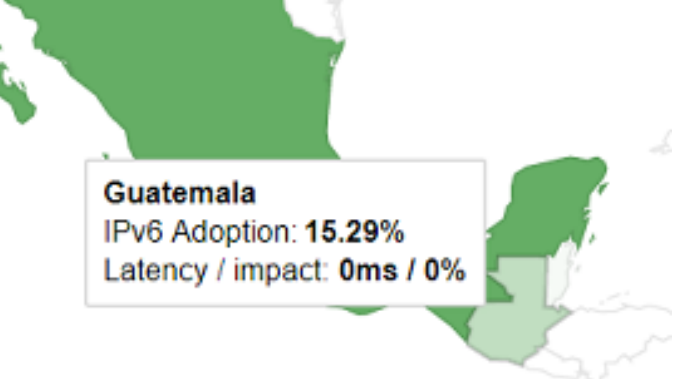 Guatemala
IPv6 Adoption: 15.29%
Latency / impact: 0ms / 0%